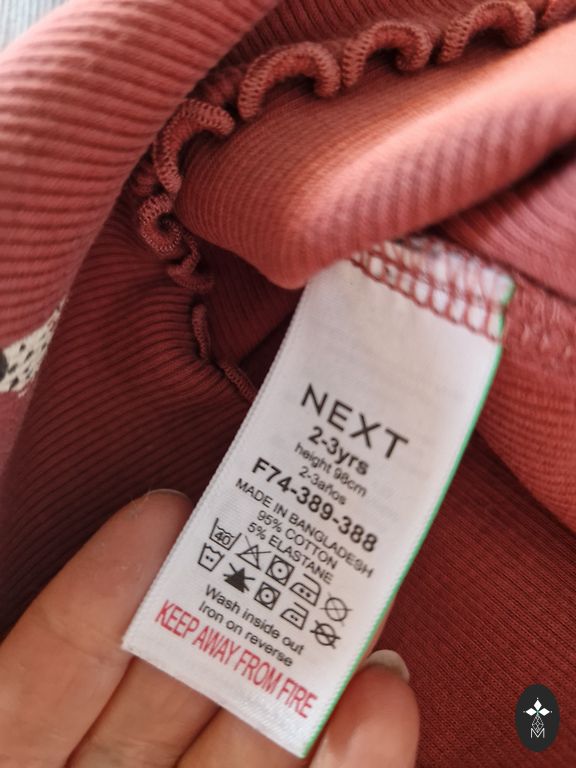 NEXT
2-3yrs
height 98cm
2-3años
F74-389-388
MADE IN BANGLADESH
95% COTTON
5% ELASTANE
40
Wash inside out
Iron on reverse
KEEP AWAY FROM FIRE
M